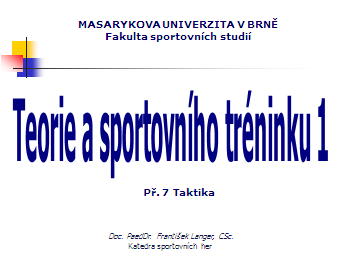 MASARYKOVA UNIVERZITA V BRNĚ
Fakulta sportovních studií
Teorie a sportovního tréninku 1
Př. 7 Taktika
Doc. PaedDr. František Langer, CSc.
Katedra sportovních her